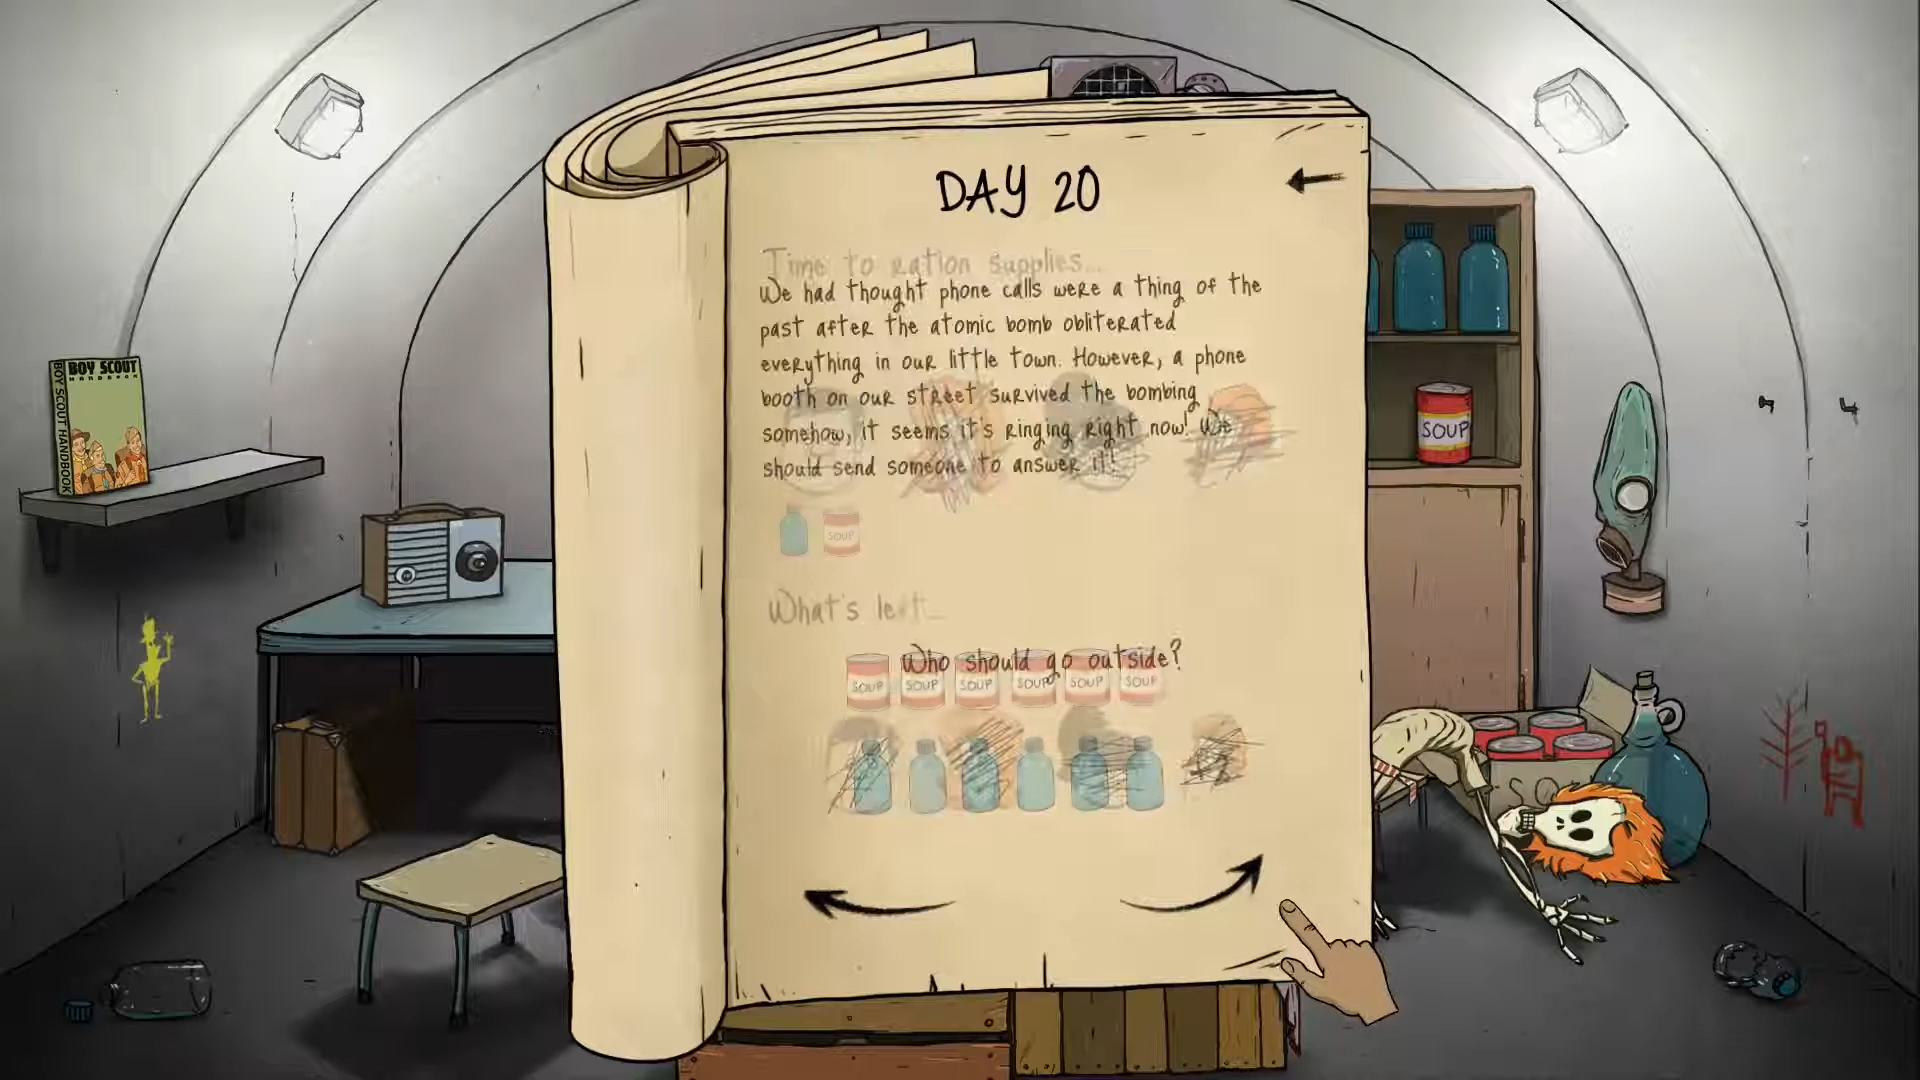 DAY 20
Time to ration supplies...
We had thought phone calls were a thing of the
past after the atomic bomb obliterated
everything in our little town. However, a phone
booth on our street survived the bombing
somehow, it seems it's ringing right now! We
should send someone to answer it!
SOUP
What's left...
Who should go outside?
SOUP SOUP SOUP SOUP SOUP SOUP
BOY SCOUT
HANDBOOK
BOY SCOUT HANDBOOK
SOUP